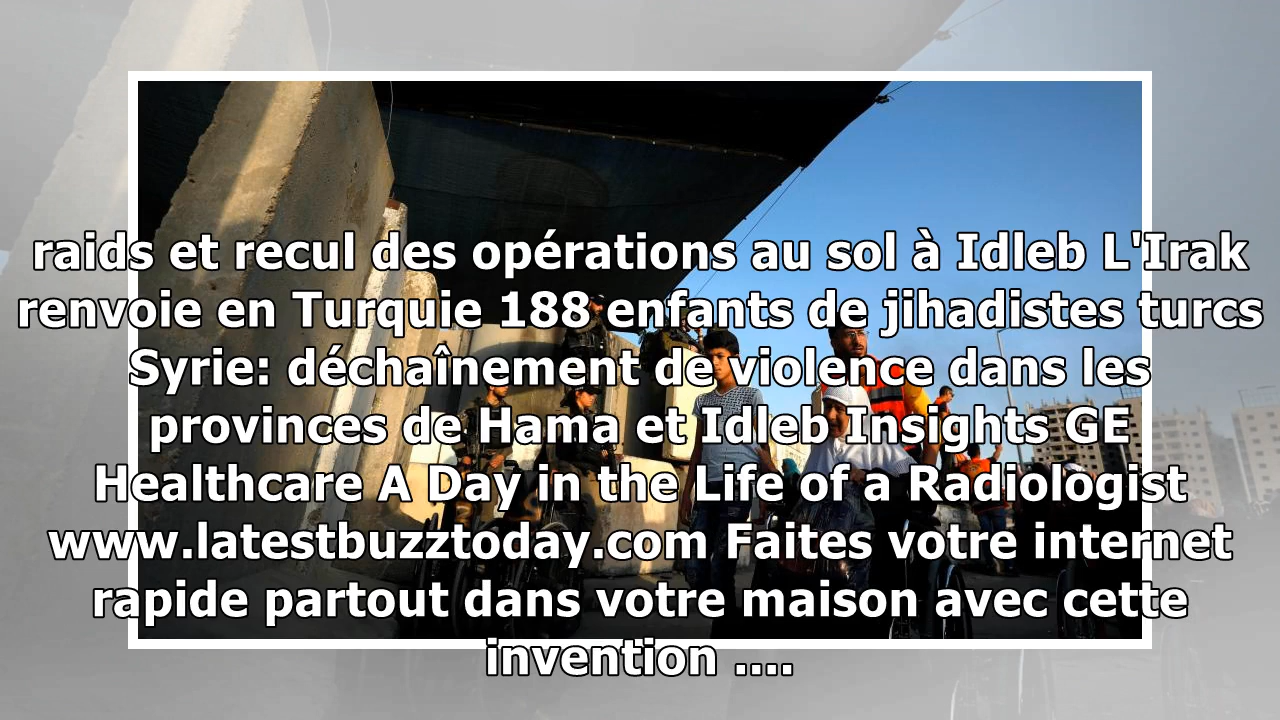 raids et recul des opérations au sol à Idleb L'Irak
renvoie en Turquie 188 enfants de jihadistes turcs
Syrie: déchaînement de violence dans les
provinces de Hama et Idleb Insights GE
Healthcare A Day in the Life of a Radiologist
www.latestbuzztoday.com Faites votre internet
rapide partout dans votre maison avec cette
invention ....